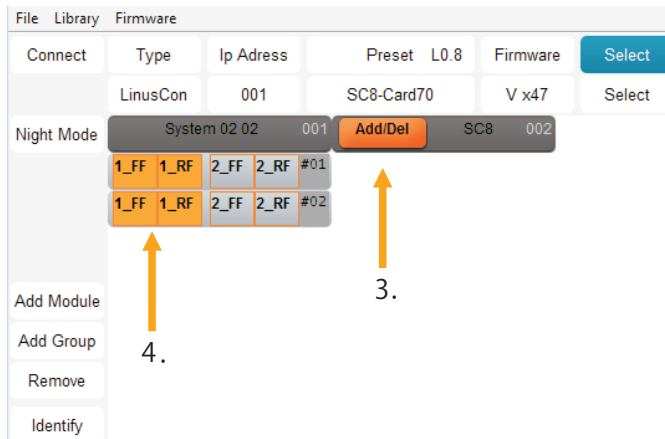 File Library Firmware
Connect Type Ip Adress Preset L0.8 Firmware Select
LinusCon 001 SC8-Card70 V x47 Select
Night Mode System 02 02 001 Add/Del SC8 002
1_FF 1_RF 2_FF 2_RF #01
1_FF 1_RF 2_FF 2_RF #02
3.
Add Module
Add Group
4.
Remove
Identify